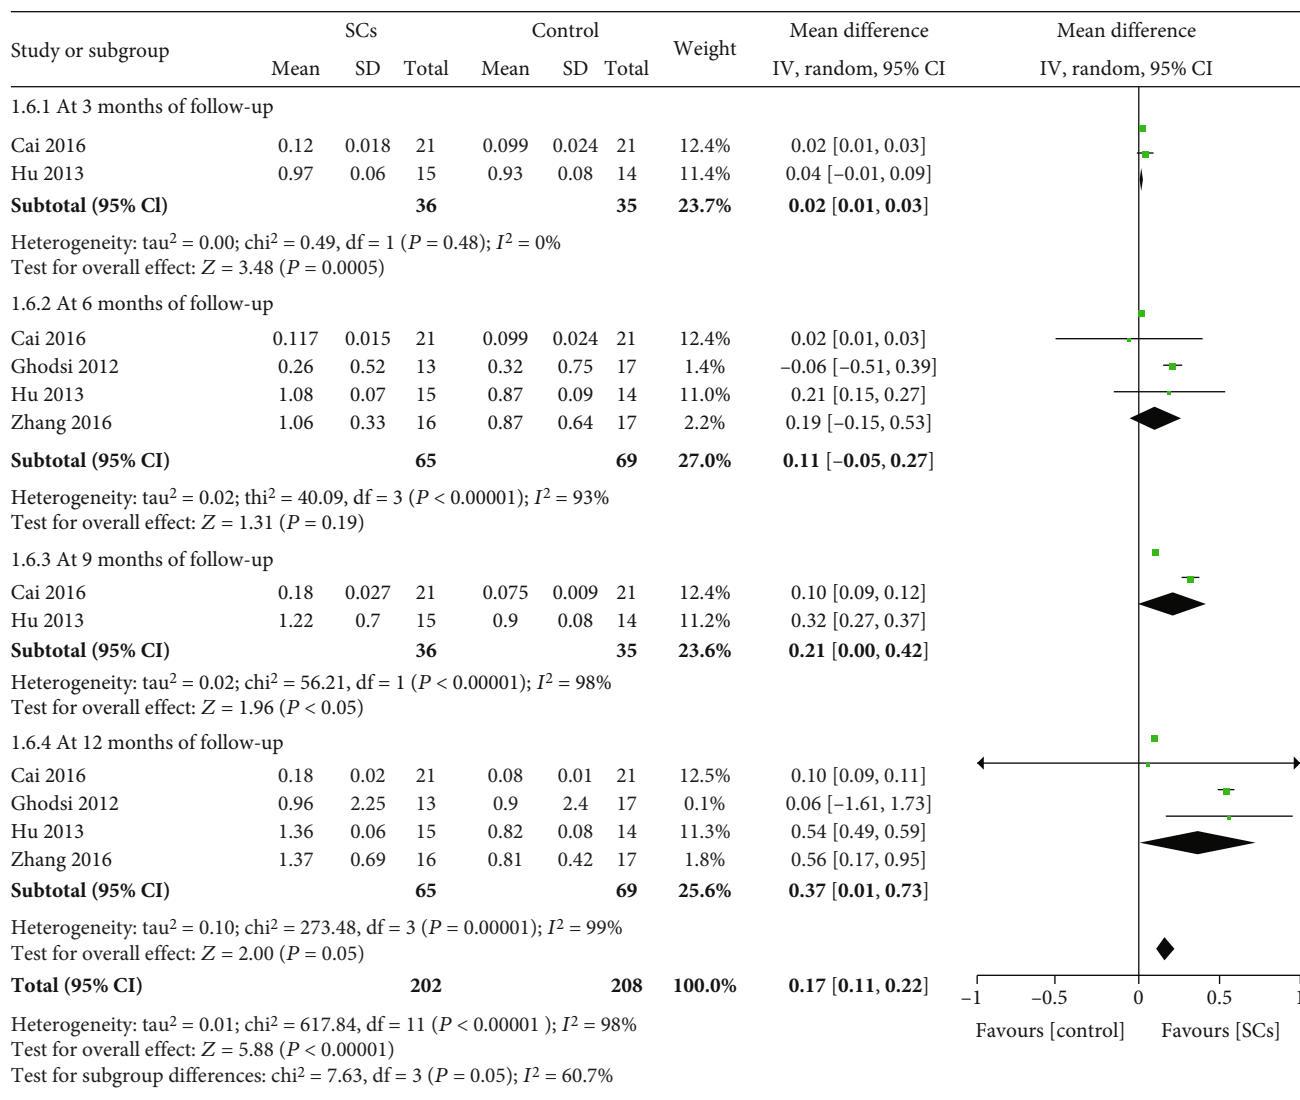 Study or subgroup SCs Control Weight Mean difference Mean difference
Mean SD Total Mean SD Total IV, random, 95% CI IV, random, 95% CI
1.6.1 At 3 months of follow-up
Cai 2016 0.12 0.018 21 0.099 0.024 21 12.4% 0.02 [0.01, 0.03]
Hu 2013 0.97 0.06 15 0.93 0.08 14 11.4% 0.04 [–0.01, 0.09]
Subtotal (95% Cl) 36 35 23.7% 0.02 [0.01, 0.03]
Heterogeneity: tau² = 0.00; chi² = 0.49, df = 1 (P = 0.48); I² = 0%
Test for overall effect: Z = 3.48 (P = 0.0005)
1.6.2 At 6 months of follow-up
Cai 2016 0.117 0.015 21 0.099 0.024 21 12.4% 0.02 [0.01, 0.03]
Ghodsi 2012 0.26 0.52 13 0.32 0.75 17 1.4% –0.06 [–0.51, 0.39]
Hu 2013 1.08 0.07 15 0.87 0.09 14 11.0% 0.21 [0.15, 0.27]
Zhang 2016 1.06 0.33 16 0.87 0.64 17 2.2% 0.19 [–0.15, 0.53]
Subtotal (95% CI) 65 69 27.0% 0.11 [–0.05, 0.27]
Heterogeneity: tau² = 0.02; thi² = 40.09, df = 3 (P < 0.00001); I² = 93%
Test for overall effect: Z = 1.31 (P = 0.19)
1.6.3 At 9 months of follow-up
Cai 2016 0.18 0.027 21 0.075 0.009 21 12.4% 0.10 [0.09, 0.12]
Hu 2013 1.22 0.7 15 0.9 0.08 14 11.2% 0.32 [0.27, 0.37]
Subtotal (95% CI) 36 35 23.6% 0.21 [0.00, 0.42]
Heterogeneity: tau² = 0.02; chi² = 56.21, df = 1 (P < 0.00001); I² = 98%
Test for overall effect: Z = 1.96 (P < 0.05)
1.6.4 At 12 months of follow-up
Cai 2016 0.18 0.02 21 0.08 0.01 21 12.5% 0.10 [0.09, 0.11]
Ghodsi 2012 0.96 2.25 13 0.9 2.4 17 0.1% 0.06 [–1.61, 1.73]
Hu 2013 1.36 0.06 15 0.82 0.08 14 11.3% 0.54 [0.49, 0.59]
Zhang 2016 1.37 0.69 16 0.81 0.42 17 1.8% 0.56 [0.17, 0.95]
Subtotal (95% CI) 65 69 25.6% 0.37 [0.01, 0.73]
Heterogeneity: tau² = 0.10; chi² = 273.48, df = 3 (P = 0.00001); I² = 99%
Test for overall effect: Z = 2.00 (P = 0.05)
Total (95% CI) 202 208 100.0% 0.17 [0.11, 0.22]
–1 –0.5 0 0.5 1
Heterogeneity: tau² = 0.01; chi² = 617.84, df = 11 (P < 0.00001 ); I² = 98%
Favours [control] Favours [SCs]
Test for overall effect: Z = 5.88 (P < 0.00001)
Test for subgroup differences: chi² = 7.63, df = 3 (P = 0.05); I² = 60.7%